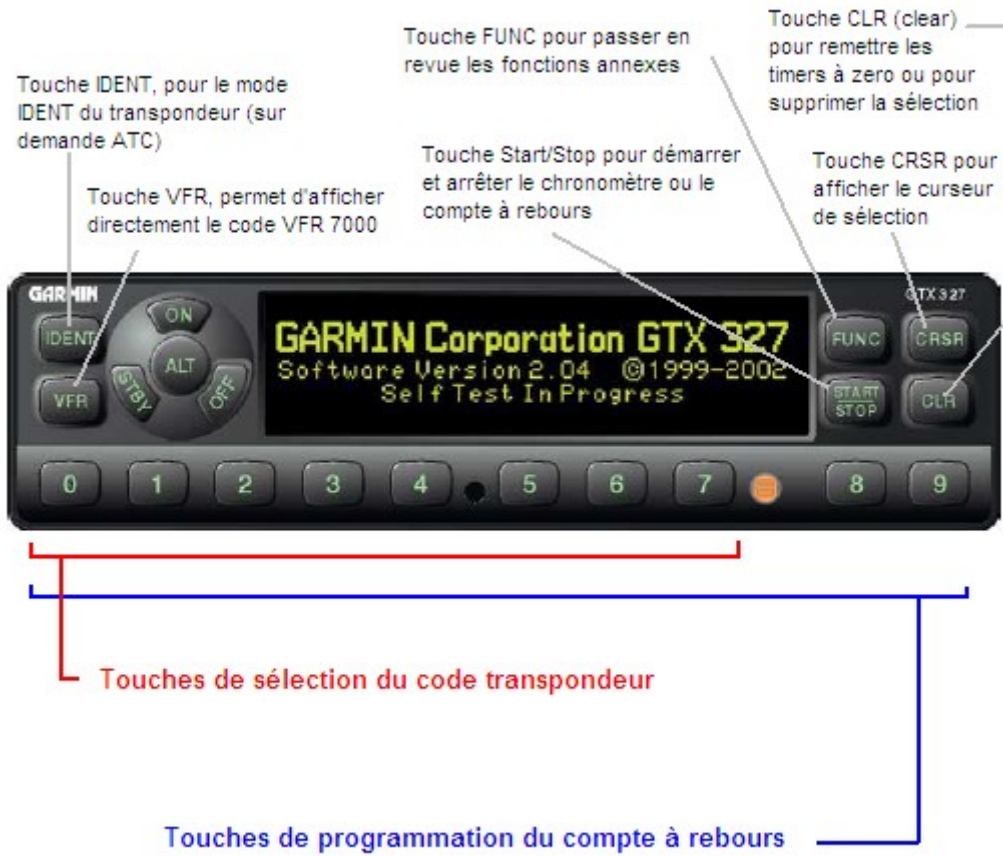 Touche CLR (clear)
pour remettre les
timers à zero ou pour
supprimer la sélection
Touche FUNC pour passer en
revue les fonctions annexes
Touche IDENT, pour le mode
IDENT du transpondeur (sur
demande ATC)
Touche Start/Stop pour démarrer
et arrêter le chronomètre ou le
compte à rebours
Touche CRSR pour
afficher le curseur
de sélection
Touche VFR, permet d'afficher
directement le code VFR 7000
GARMIN
GTX 327
IDENT
VFR
ON
ALT
STBY
OFF
GARMIN Corporation GTX 327
Software Version 2.04 ©1999-2002
Self Test In Progress
FUNC
CRSR
START
STOP
CLR
0 1 2 3 4 5 6 7 8 9
Touches de sélection du code transpondeur
Touches de programmation du compte à rebours